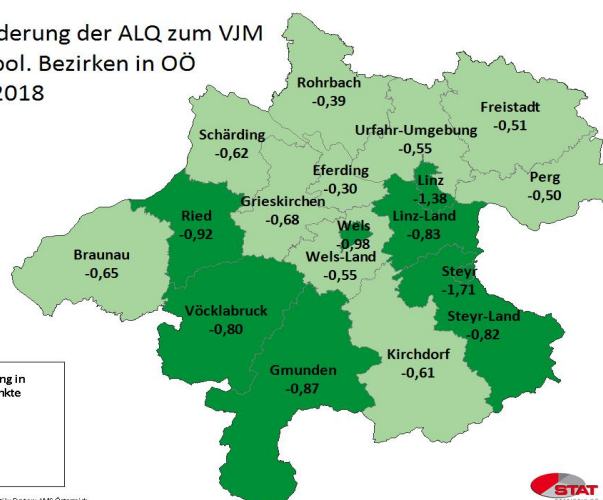 derung der ALQ zum VJM
pol. Bezirken in OÖ
2018
Rohrbach
-0,39
Freistadt
-0,51
Urfahr-Umgebung
-0,55
Schärding
-0,62
Eferding
-0,30
Perg
-0,50
Linz
-1,38
Grieskirchen
-0,68
Ried
-0,92
Linz-Land
-0,83
Wels
-0,98
Wels-Land
-0,55
Braunau
-0,65
Steyr
-1,71
Vöcklabruck
-0,80
Steyr-Land
-0,82
Kirchdorf
-0,61
Gmunden
-0,87
ng in
nkte
STAT